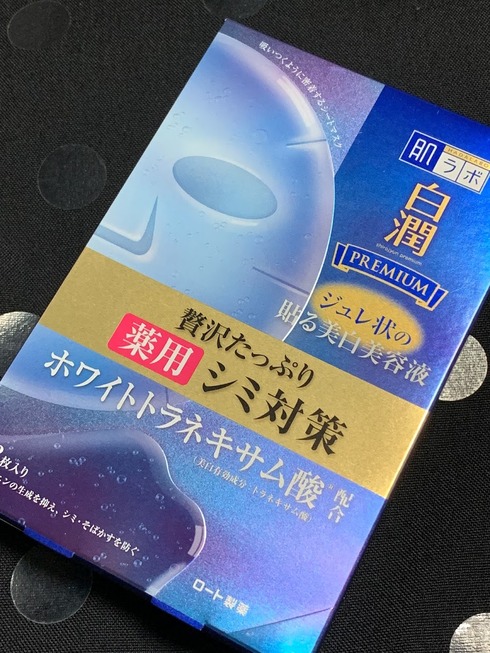 吸いつくように密着するシートマスク
肌ラボ
HADALABO
白潤
shirojyun premium
PREMIUM
ジュレ状の
貼る美白美容液
贅沢たっぷり
薬用 シミ対策
ホワイトトラネキサム酸※配合
(美白有効成分:トラネキサム酸)
枚入り
ニンの生成を抑え、シミ・そばかすを防ぐ
ロート製薬